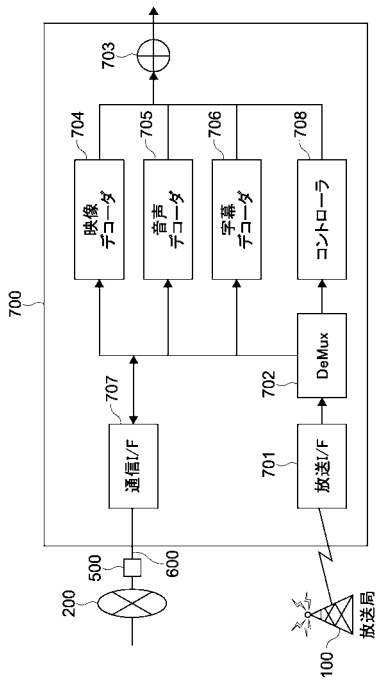 700
703
704
映像
デコーダ
705
音声
デコーダ
706
字幕
デコーダ
708
コントローラ
707
通信I/F
702
DeMux
701
放送I/F
200
500
600
100
放送局